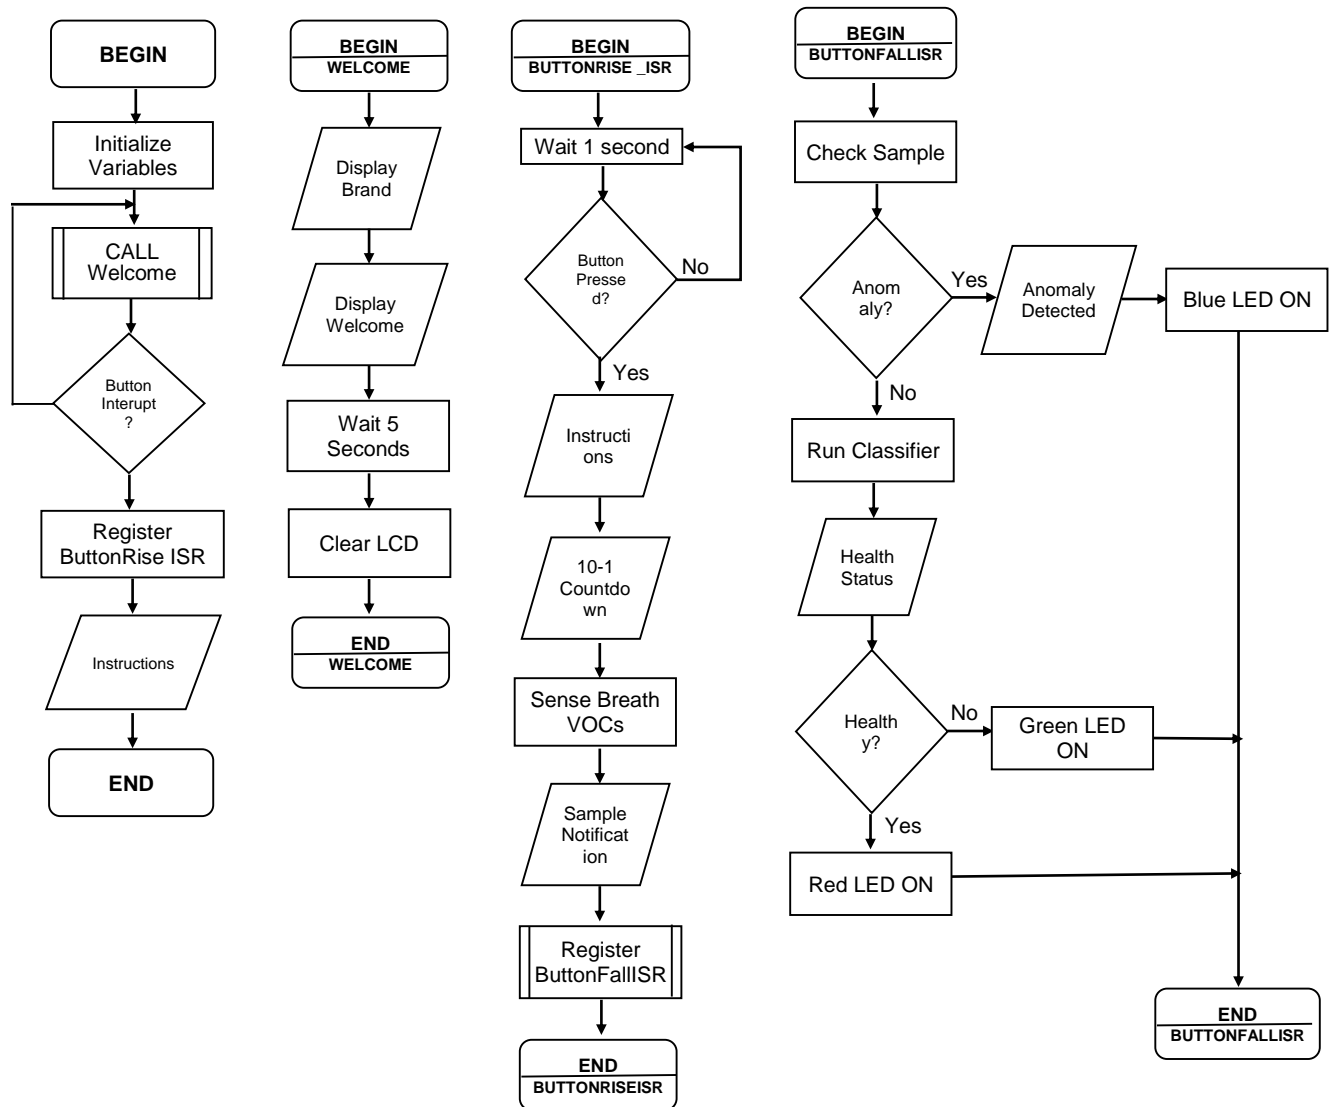 BEGIN
Initialize
Variables
CALL
Welcome
Button
Interupt
?
Register
ButtonRise ISR
Instructions
END
BEGIN
WELCOME
Display
Brand
Display
Welcome
Wait 5
Seconds
Clear LCD
END
WELCOME
BEGIN
BUTTONRISE _ISR
Wait 1 second
Button
Presse
d?
No
Yes
Instructi
ons
10-1
Countdo
wn
Sense Breath
VOCs
Sample
Notificat
ion
Register
ButtonFallISR
END
BUTTONRISEISR
BEGIN
BUTTONFALLISR
Check Sample
Anom
aly?
Yes
Anomaly
Detected
Blue LED ON
No
Run Classifier
Health
Status
Health
y?
No
Green LED
ON
Yes
Red LED ON
END
BUTTONFALLISR